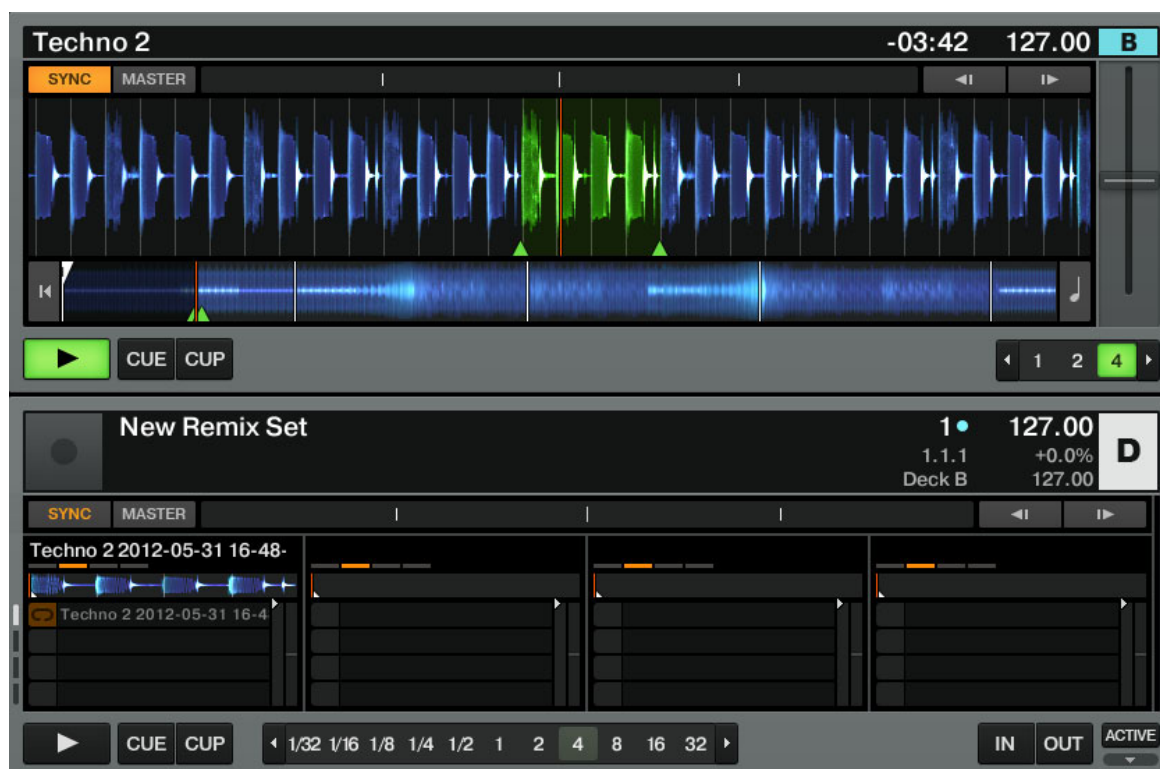 Techno 2 -03:42 127.00 B
SYNC MASTER
CUE CUP 1 2 4
New Remix Set 1 127.00 D
1.1.1 +0.0%
Deck B 127.00
SYNC MASTER
Techno 2 2012-05-31 16-48-
Techno 2 2012-05-31 16-4
CUE CUP 1/32 1/16 1/8 1/4 1/2 1 2 4 8 16 32 IN OUT ACTIVE